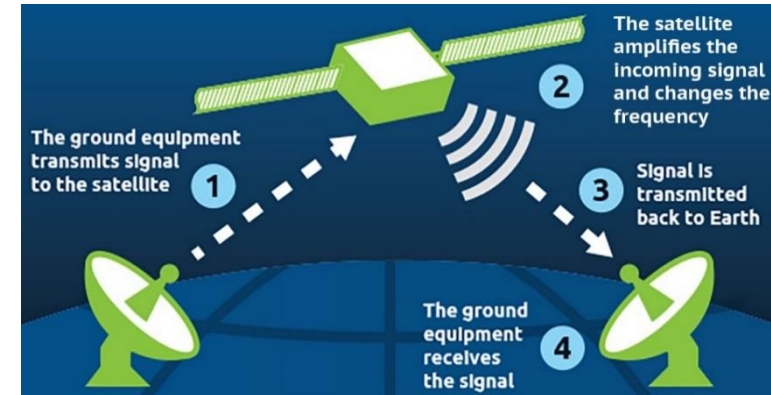 The ground equipment
transmits signal
to the satellite
1
The satellite
amplifies the
incoming signal
and changes the
frequency
2
3
Signal is
transmitted
back to Earth
The ground
equipment
receives
the signal
4